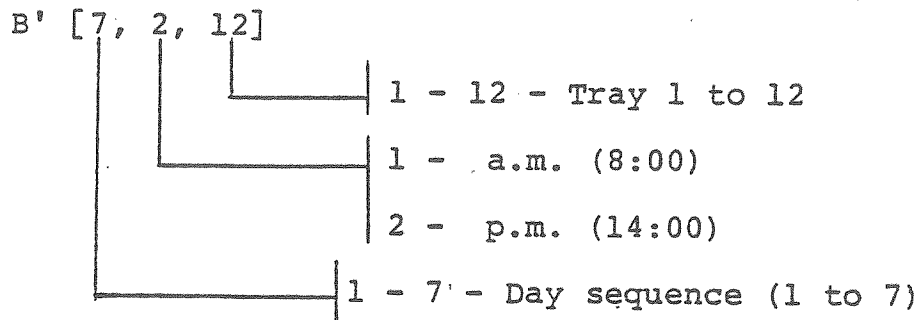 B' [7, 2, 12]
1 - 12 - Tray 1 to 12
1 - a.m. (8:00)
2 - p.m. (14:00)
1 - 7 - Day sequence (1 to 7)